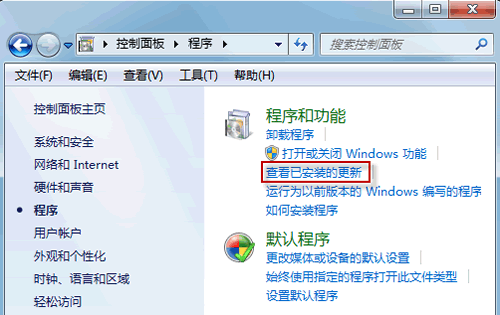 控制面板 ▸ 程序 ▸
搜索控制面板
文件(F) 编辑(E) 查看(V) 工具(T) 帮助(H)
控制面板主页
系统和安全
网络和 Internet
硬件和声音
程序
用户帐户
外观和个性化
时钟、语言和区域
轻松访问
程序和功能
卸载程序
打开或关闭 Windows 功能
查看已安装的更新
运行为以前版本的 Windows 编写的程序
如何安装程序
默认程序
更改媒体或设备的默认设置
始终使用指定的程序打开此文件类型
设置默认程序